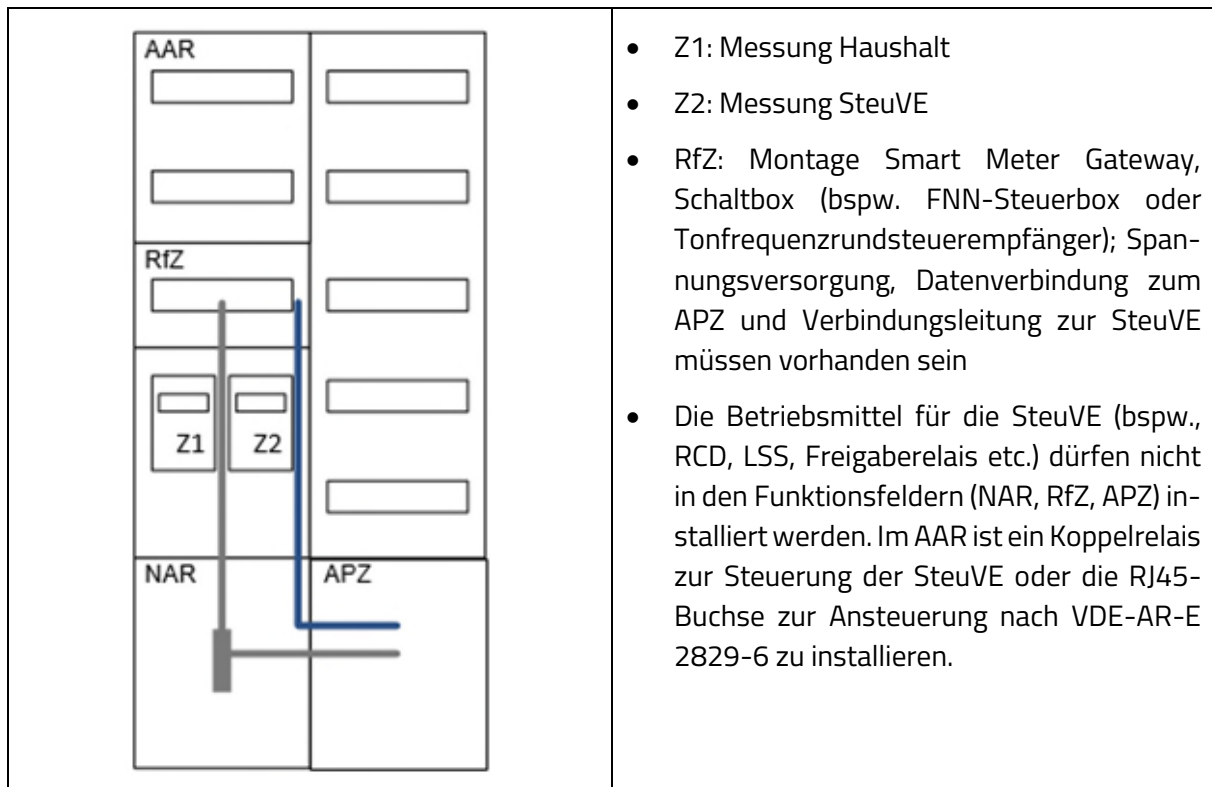 AAR
RfZ
Z1
Z2
NAR
APZ
• Z1: Messung Haushalt
• Z2: Messung SteuVE
• RfZ: Montage Smart Meter Gateway,
Schaltbox (bspw. FNN-Steuerbox oder
Tonfrequenzrundsteuerempfänger); Span-
nungsversorgung, Datenverbindung zum
APZ und Verbindungsleitung zur SteuVE
müssen vorhanden sein
• Die Betriebsmittel für die SteuVE (bspw.,
RCD, LSS, Freigaberelais etc.) dürfen nicht
in den Funktionsfeldern (NAR, RfZ, APZ) in-
stalliert werden. Im AAR ist ein Koppelrelais
zur Steuerung der SteuVE oder die RJ45-
Buchse zur Ansteuerung nach VDE-AR-E
2829-6 zu installieren.